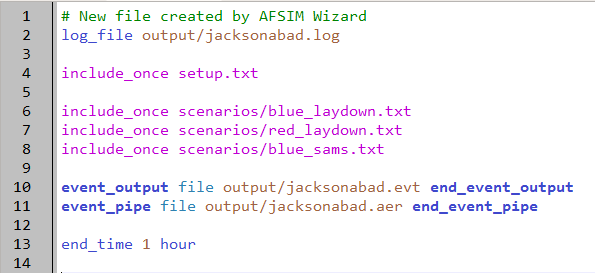 1 # New file created by AFSIM Wizard
2 log_file output/jacksonabad.log
3
4 include_once setup.txt
5
6 include_once scenarios/blue_laydown.txt
7 include_once scenarios/red_laydown.txt
8 include_once scenarios/blue_sams.txt
9
10 event_output file output/jacksonabad.evt end_event_output
11 event_pipe file output/jacksonabad.aer end_event_pipe
12
13 end_time 1 hour
14